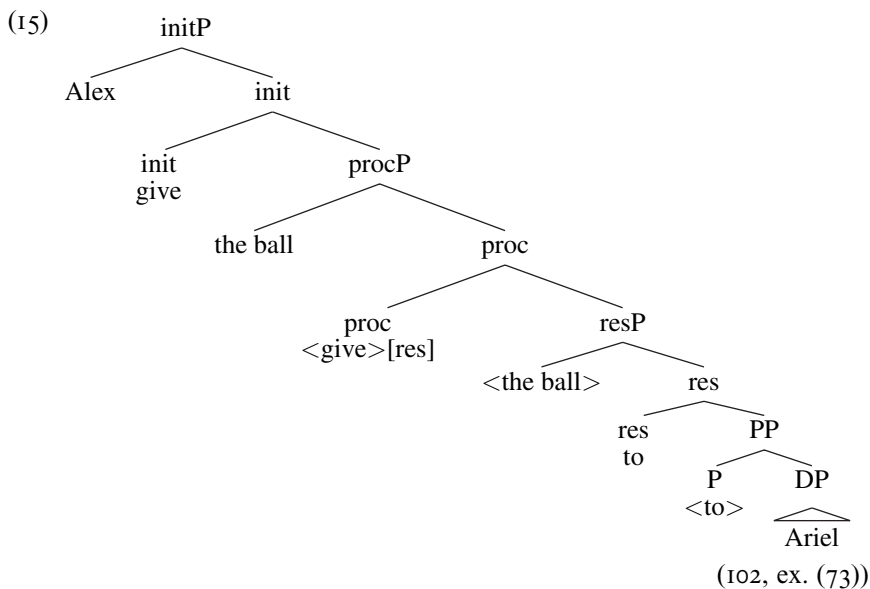 (15)
initP
Alex init
init procP
give
the ball proc
proc resP
<give>[res]
<the ball> res
res PP
to
P DP
<to>
Ariel
(102, ex. (73))